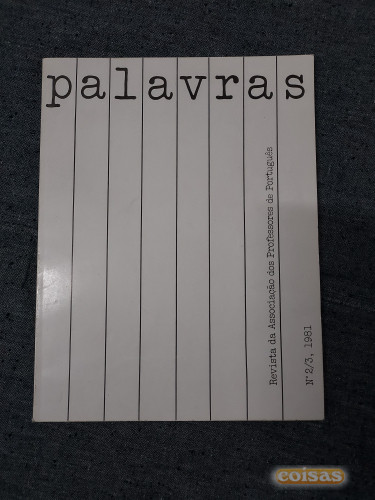 palavras
Revista da Associação dos Professores de Português
Nº 2/3, 1981
coisas